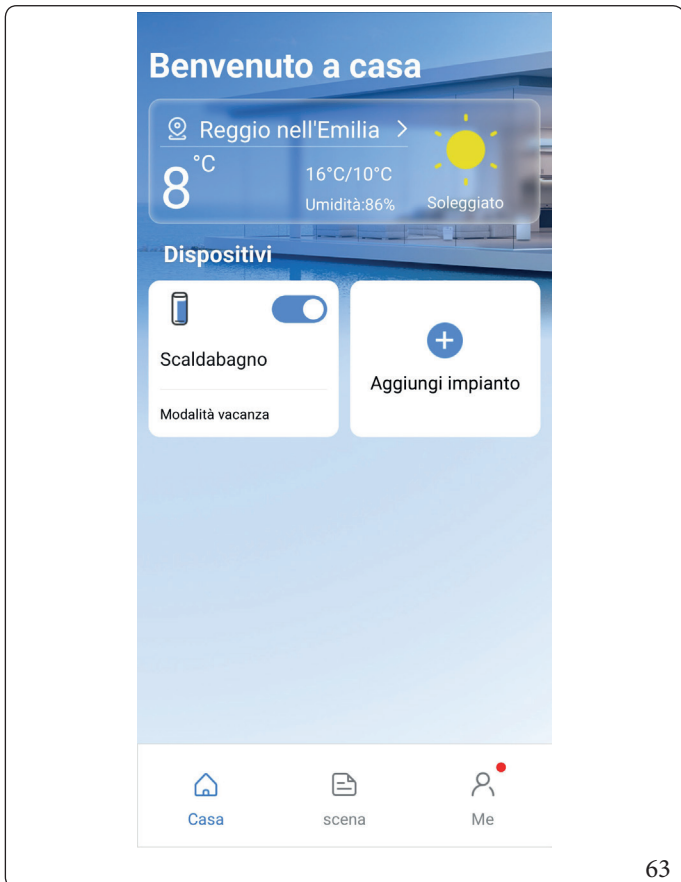 Benvenuto a casa
Reggio nell'Emilia >
8°C
16°C/10°C
Umidità:86%
Soleggiato
Dispositivi
Scaldabagno
Modalità vacanza
Aggiungi impianto
Casa
scena
Me
63